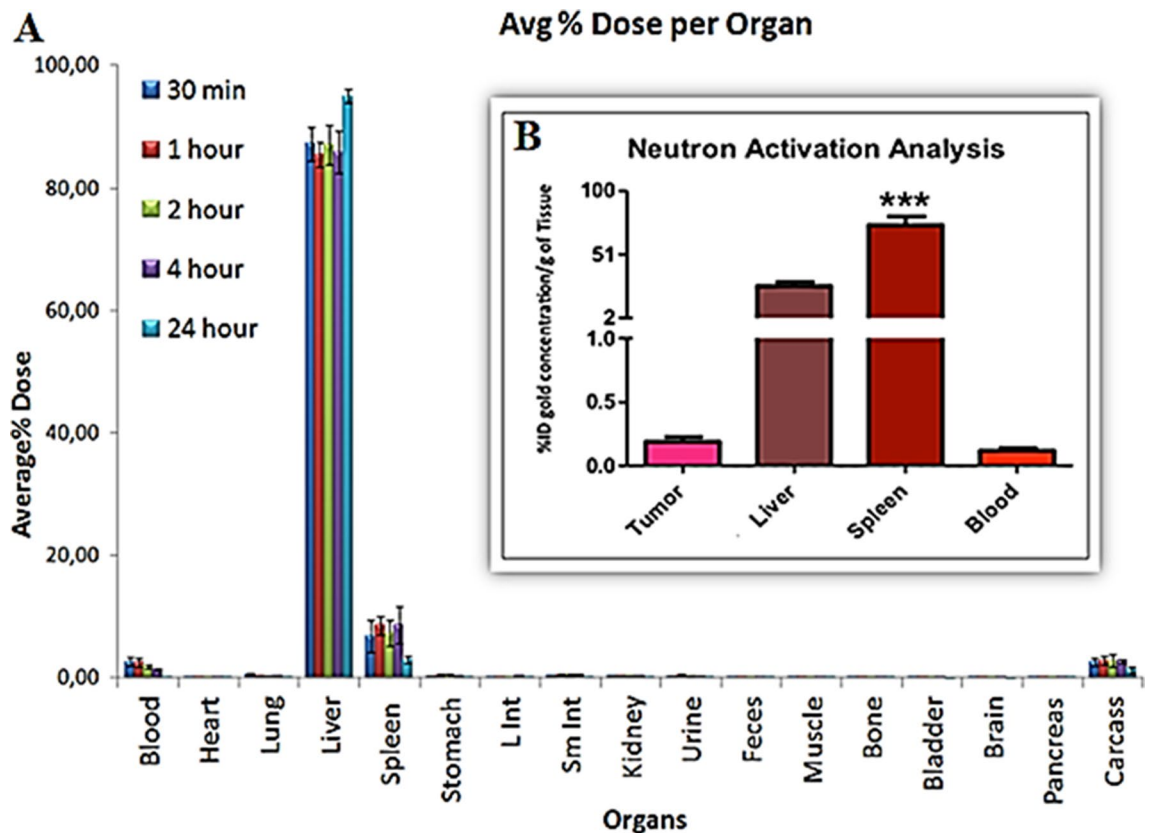 A
Avg % Dose per Organ
100,00
80,00
60,00
40,00
20,00
0,00
Average% Dose
30 min
1 hour
2 hour
4 hour
24 hour
B
Neutron Activation Analysis
%ID gold concentration/g of Tissue
100
51
2
1.0
0.5
0.0
***
Tumor
Liver
Spleen
Blood
Blood
Heart
Lung
Liver
Spleen
Stomach
L Int
Sm Int
Kidney
Urine
Feces
Muscle
Bone
Bladder
Brain
Pancreas
Carcass
Organs